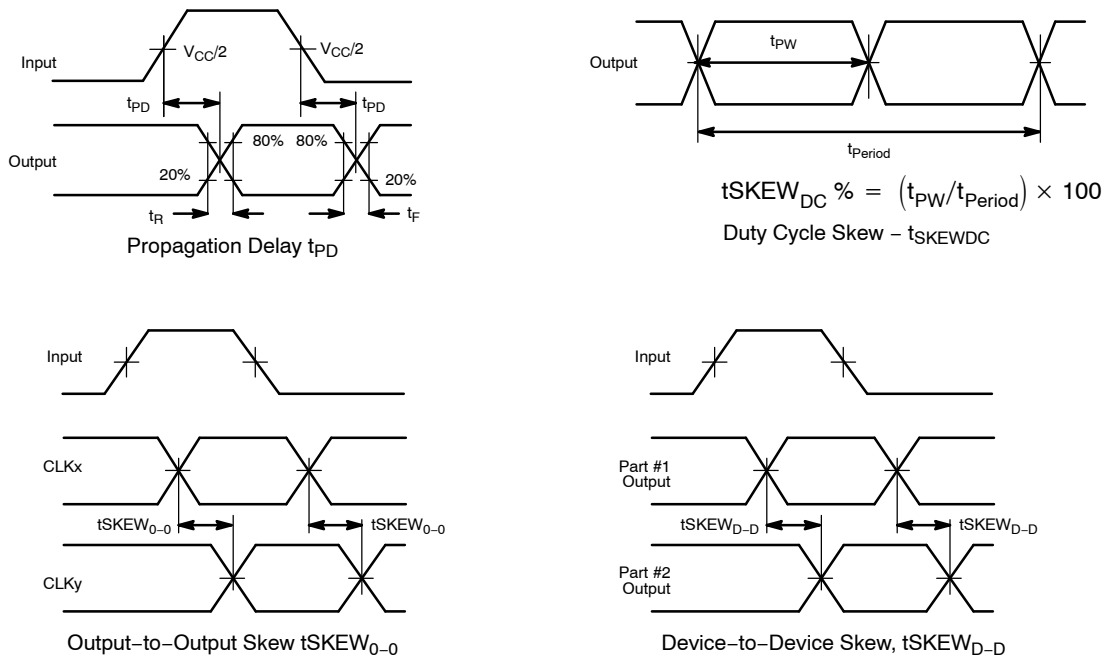 Input
V_CC/2
V_CC/2
t_PD
t_PD
Output
80%
80%
20%
20%
t_R
t_F
Propagation Delay t_PD
Output
t_PW
t_Period
tSKEW_DC % = (t_PW/t_Period) × 100
Duty Cycle Skew − t_SKEWDC
Input
CLKx
tSKEW_0−0
tSKEW_0−0
CLKy
Output−to−Output Skew tSKEW_0−0
Input
Part #1
Output
tSKEW_D−D
tSKEW_D−D
Part #2
Output
Device−to−Device Skew, tSKEW_D−D